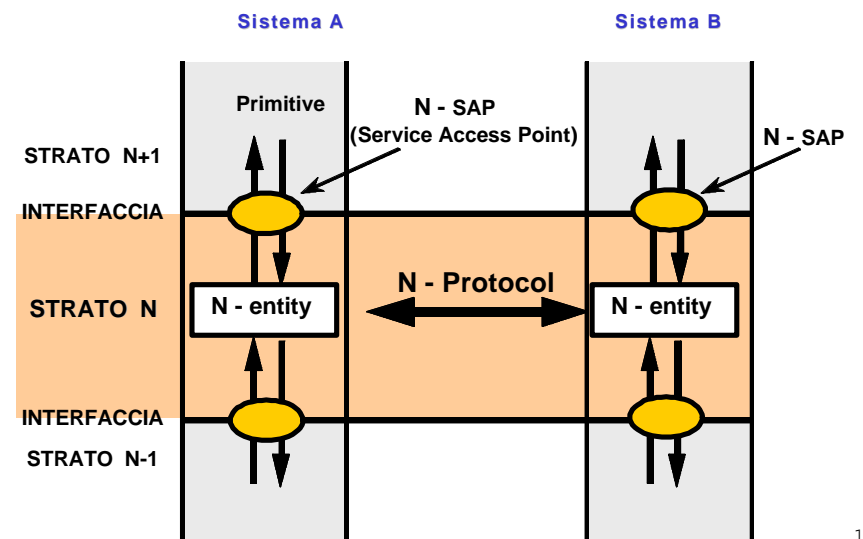 Sistema A
Sistema B
Primitive
N - SAP
(Service Access Point)
N - SAP
STRATO N+1
INTERFACCIA
STRATO N
N - entity
N - Protocol
N - entity
INTERFACCIA
STRATO N-1
1